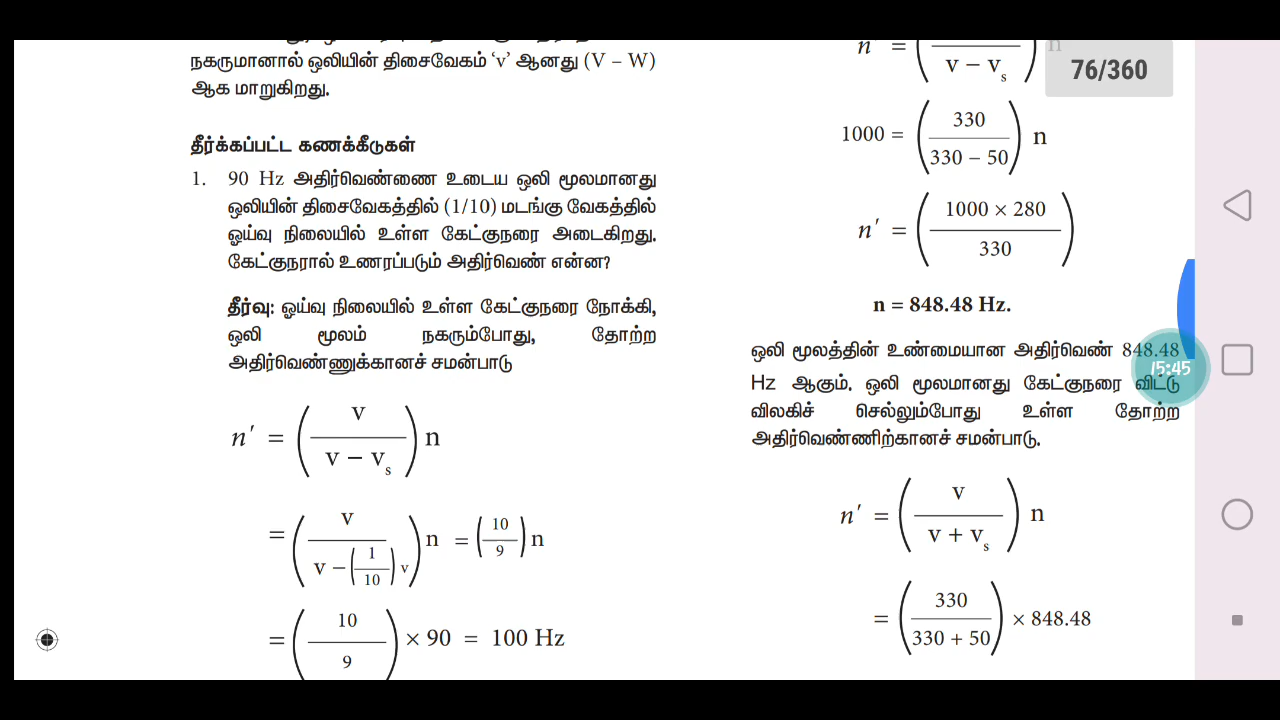 நகருமானால் ஒலியின் திசைவேகம் ‘v’ ஆனது (V – W)
ஆக மாறுகிறது.
தீர்க்கப்பட்ட கணக்கீடுகள்
1. 90 Hz அதிர்வெண்ணை உடைய ஒலி மூலமானது
ஒலியின் திசைவேகத்தில் (1/10) மடங்கு வேகத்தில்
ஓய்வு நிலையில் உள்ள கேட்குநரை அடைகிறது.
கேட்குநரால் உணரப்படும் அதிர்வெண் என்ன?
தீர்வு: ஓய்வு நிலையில் உள்ள கேட்குநரை நோக்கி,
ஒலி மூலம் நகரும்போது, தோற்ற
அதிர்வெண்ணுக்கானச் சமன்பாடு
n′ = (v / (v − vₛ)) n
= (v / (v − (1/10) v)) n = (10/9) n
= (10/9) × 90 = 100 Hz
n′ = ( / (v − vₛ)) n
76/360
1000 = (330 / (330 − 50)) n
n′ = ((1000 × 280) / 330)
n = 848.48 Hz.
ஒலி மூலத்தின் உண்மையான அதிர்வெண் 848.48
Hz ஆகும். ஒலி மூலமானது கேட்குநரை விட்டு
விலகிச் செல்லும்போது உள்ள தோற்ற
அதிர்வெண்ணிற்கானச் சமன்பாடு.
n′ = (v / (v + vₛ)) n
= (330 / (330 + 50)) × 848.48